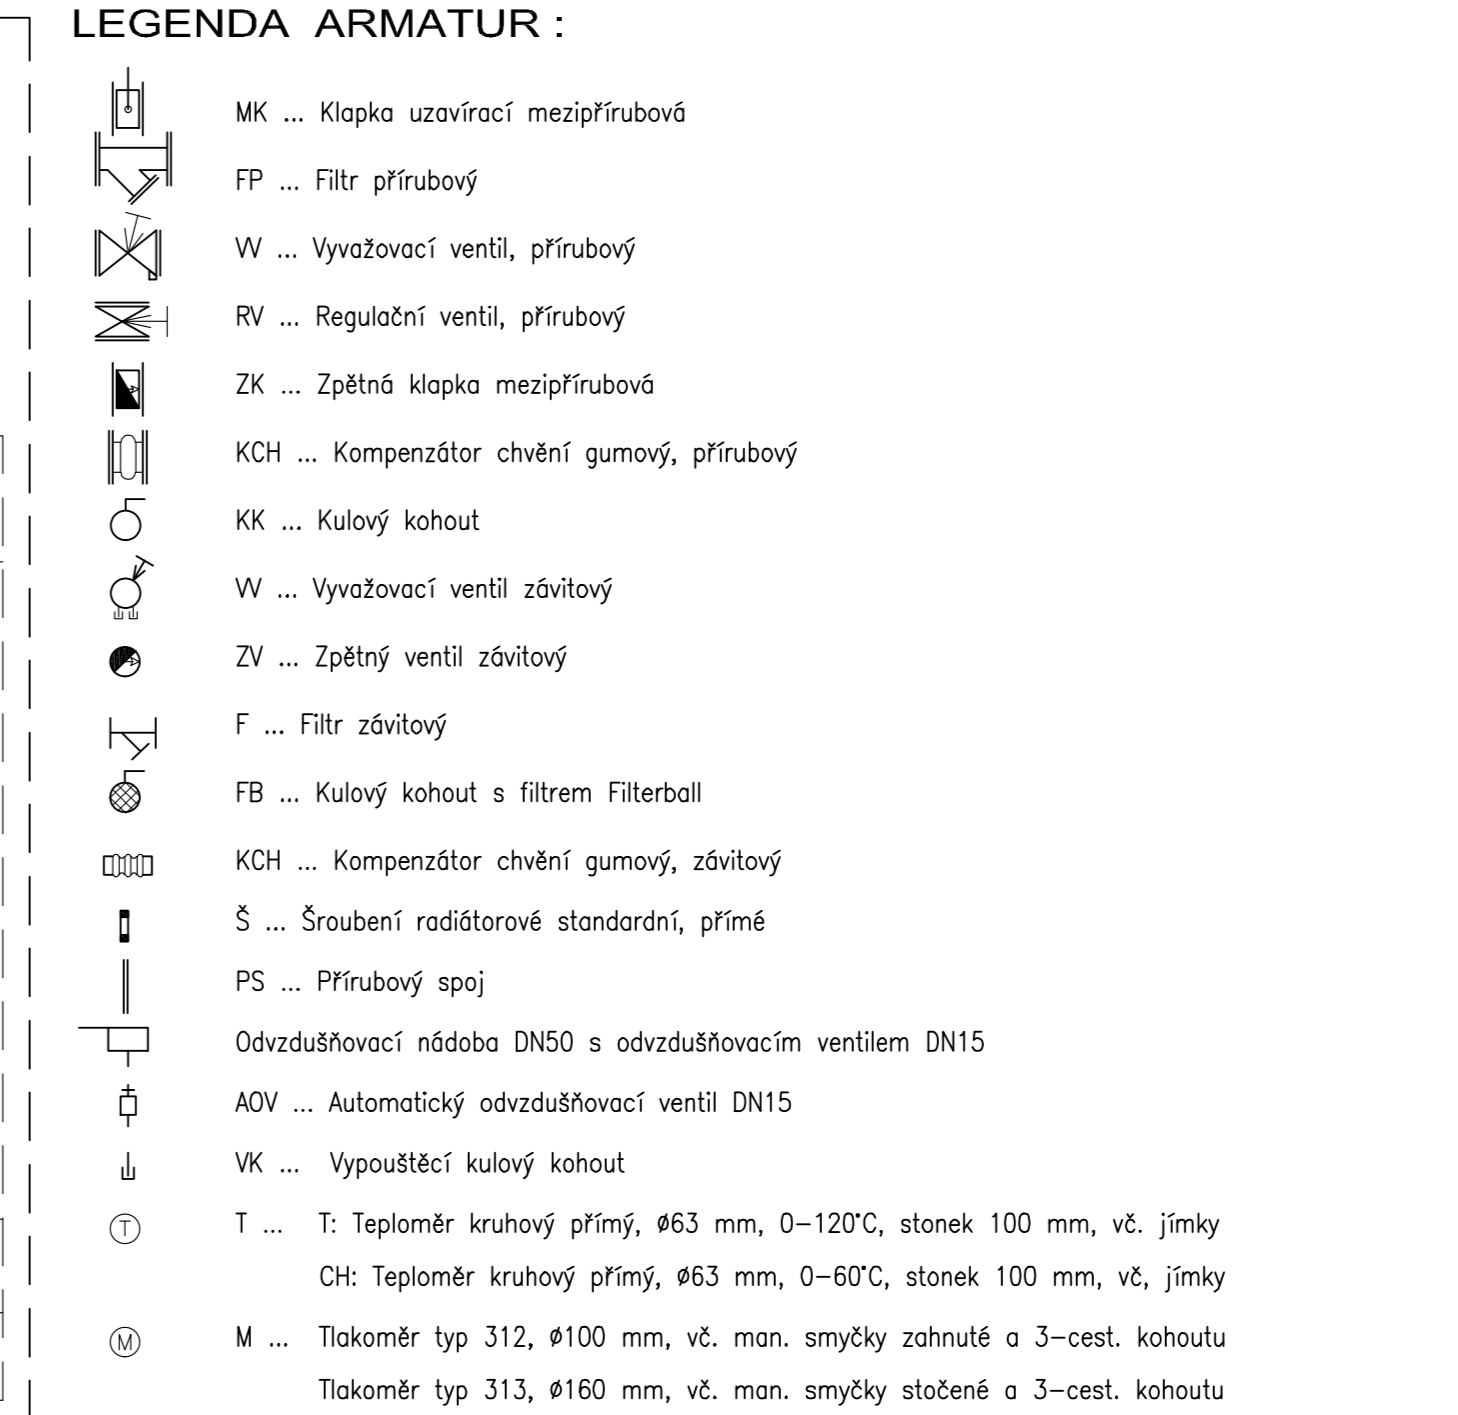 LEGENDA ARMATUR :
MK ... Klapka uzavírací mezipřírubová
FP ... Filtr přírubový
VV ... Vyvažovací ventil, přírubový
RV ... Regulační ventil, přírubový
ZK ... Zpětná klapka mezipřírubová
KCH ... Kompenzátor chvění gumový, přírubový
KK ... Kulový kohout
VV ... Vyvažovací ventil závitový
ZV ... Zpětný ventil závitový
F ... Filtr závitový
FB ... Kulový kohout s filtrem Filterball
KCH ... Kompenzátor chvění gumový, závitový
Š ... Šroubení radiátorové standardní, přímé
PS ... Přírubový spoj
Odvzdušňovací nádoba DN50 s odvzdušňovacím ventilem DN15
AOV ... Automatický odvzdušňovací ventil DN15
VK ... Vypouštěcí kulový kohout
T T ... T: Teploměr kruhový přímý, Ø63 mm, 0-120°C, stonek 100 mm, vč. jímky
CH: Teploměr kruhový přímý, Ø63 mm, 0-60°C, stonek 100 mm, vč, jímky
M M ... Tlakoměr typ 312, Ø100 mm, vč. man. smyčky zahnuté a 3-cest. kohoutu
Tlakoměr typ 313, Ø160 mm, vč. man. smyčky stočené a 3-cest. kohoutu